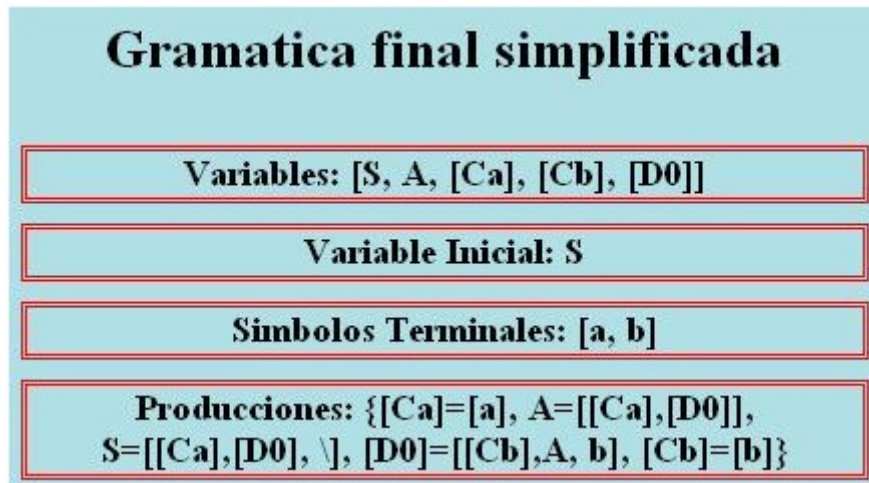 Gramatica final simplificada
Variables: [S, A, [Ca], [Cb], [D0]]
Variable Inicial: S
Simbolos Terminales: [a, b]
Producciones: {[Ca]=[a], A=[[Ca],[D0]],
S=[[Ca],[D0], \], [D0]=[[Cb],A, b], [Cb]=[b]}